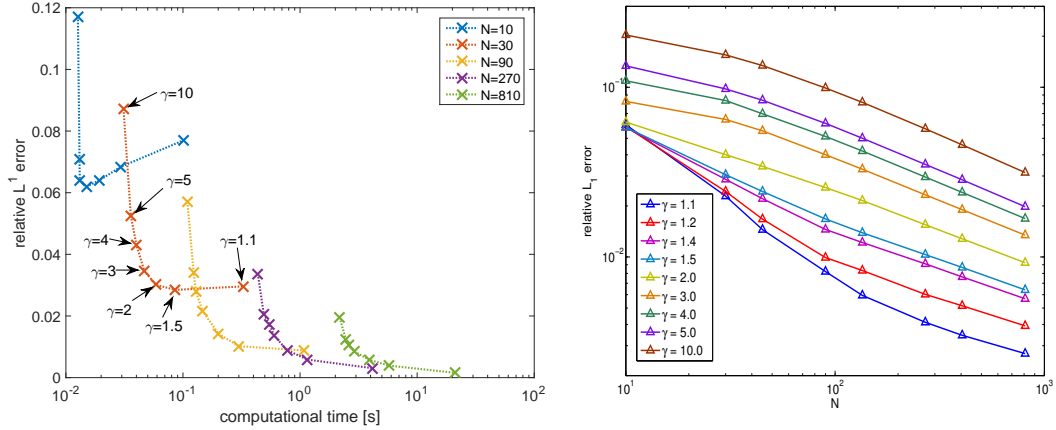 0.12
0.1
0.08
0.06
0.04
0.02
0
relative L¹ error
10⁻²
10⁻¹
10⁰
10¹
10²
computational time [s]
N=10
N=30
N=90
N=270
N=810
γ=10
γ=5
γ=4
γ=3
γ=2
γ=1.5
γ=1.1
10⁻¹
10⁻²
relative L₁ error
10¹
10²
10³
N
γ = 1.1
γ = 1.2
γ = 1.4
γ = 1.5
γ = 2.0
γ = 3.0
γ = 4.0
γ = 5.0
γ = 10.0